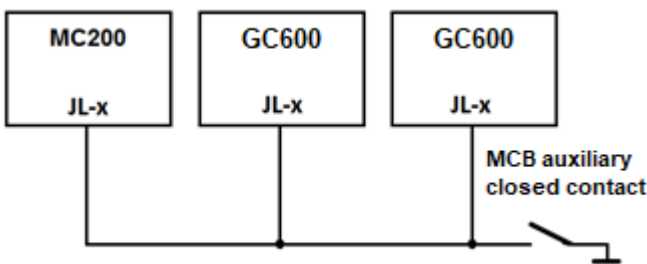 MC200
GC600
GC600
JL-x
JL-x
JL-x
MCB auxiliary
closed contact